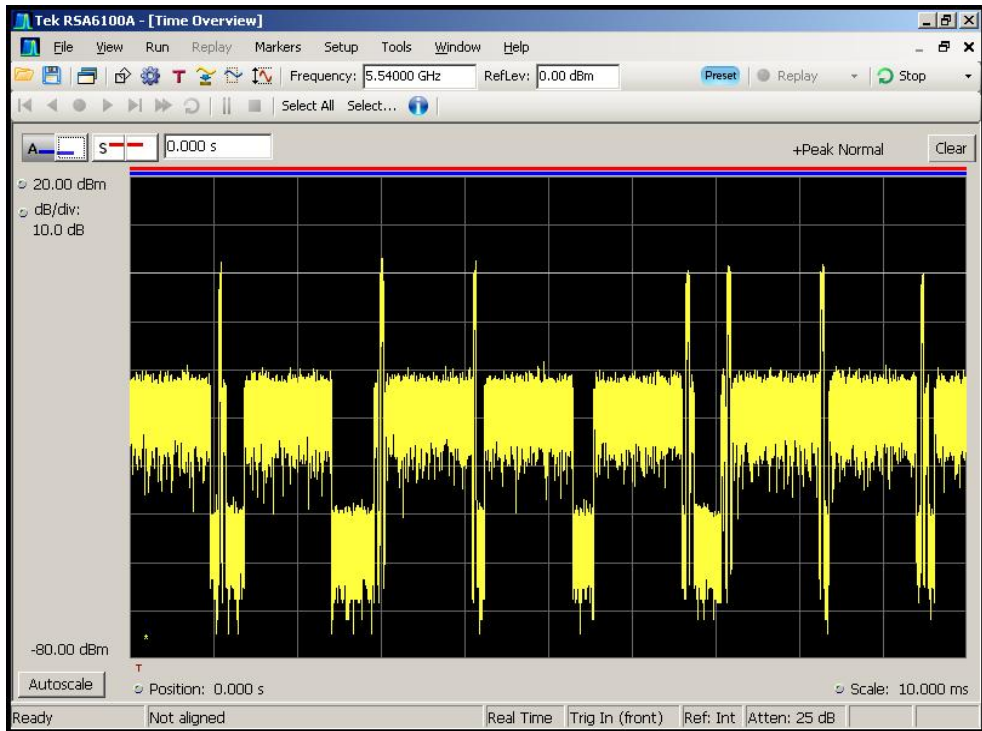 Tek RSA6100A - [Time Overview]
File View Run Replay Markers Setup Tools Window Help
T Frequency: 5.54000 GHz RefLev: 0.00 dBm Preset Replay Stop
Select All Select...
A S 0.000 s +Peak Normal Clear
20.00 dBm
dB/div:
10.0 dB
-80.00 dBm
T
Autoscale Position: 0.000 s Scale: 10.000 ms
Ready Not aligned Real Time Trig In (front) Ref: Int Atten: 25 dB